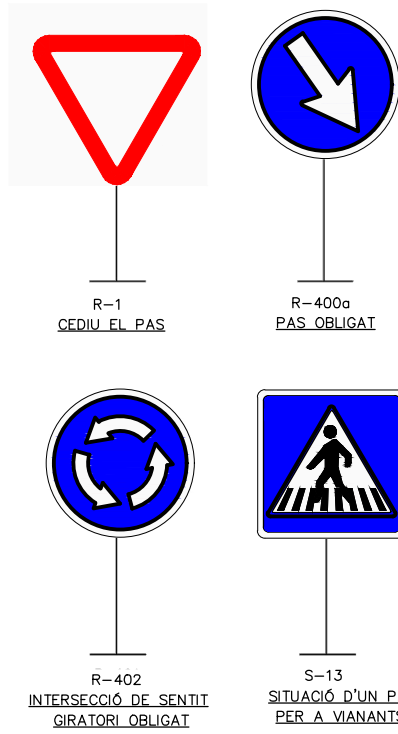 R-1
CEDIU EL PAS
R-400a
PAS OBLIGAT
R-402
INTERSECCIÓ DE SENTIT
GIRATORI OBLIGAT
S-13
SITUACIÓ D'UN P
PER A VIANANTS